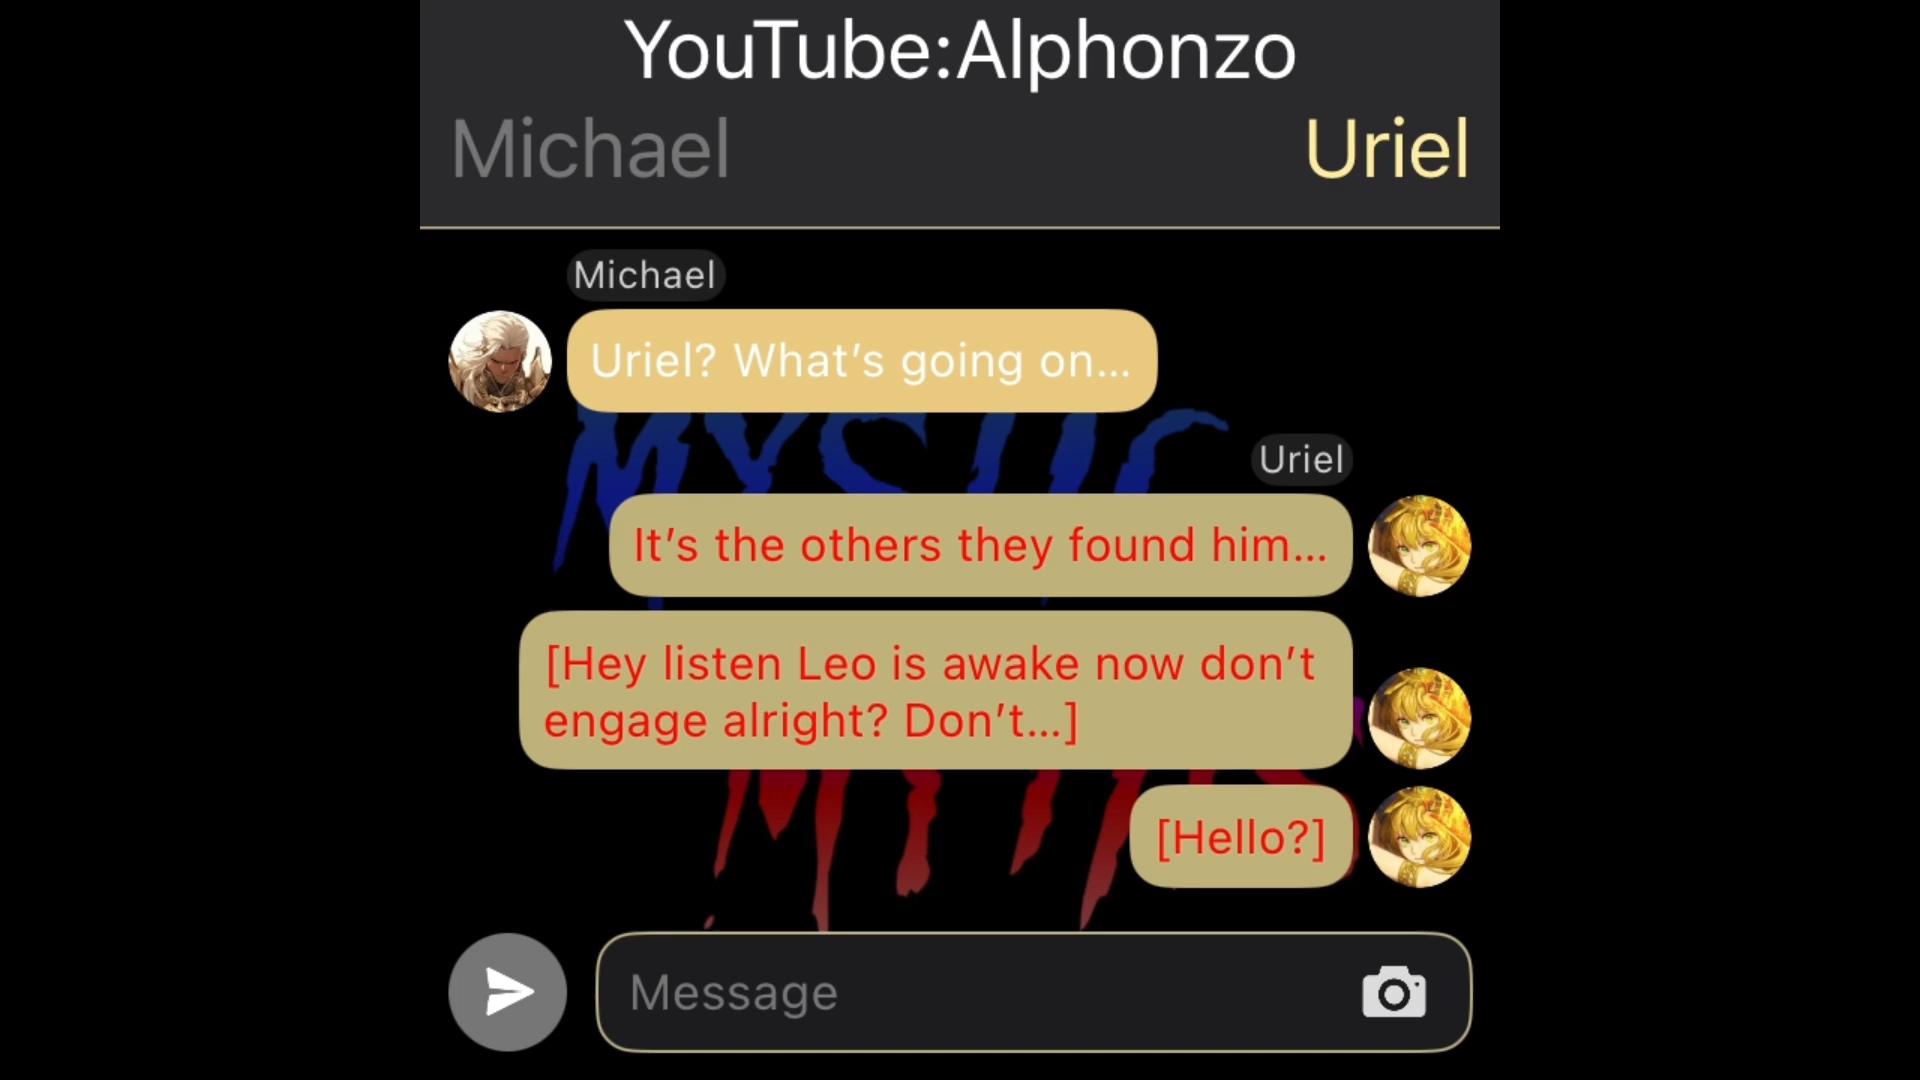 YouTube:Alphonzo
Michael
Uriel
Michael
Uriel? What’s going on...
MYSTIC
Uriel
It’s the others they found him...
[Hey listen Leo is awake now don’t
engage alright? Don’t...]
[Hello?]
Message